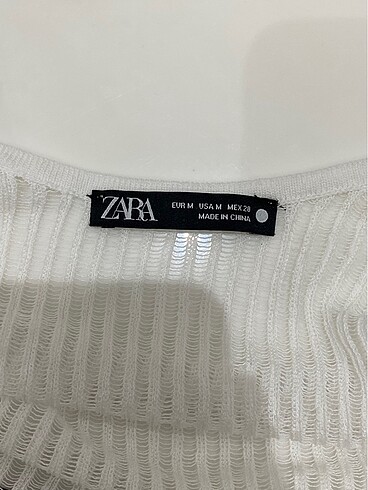 ZARA
EUR M USA M MEX 28
MADE IN CHINA